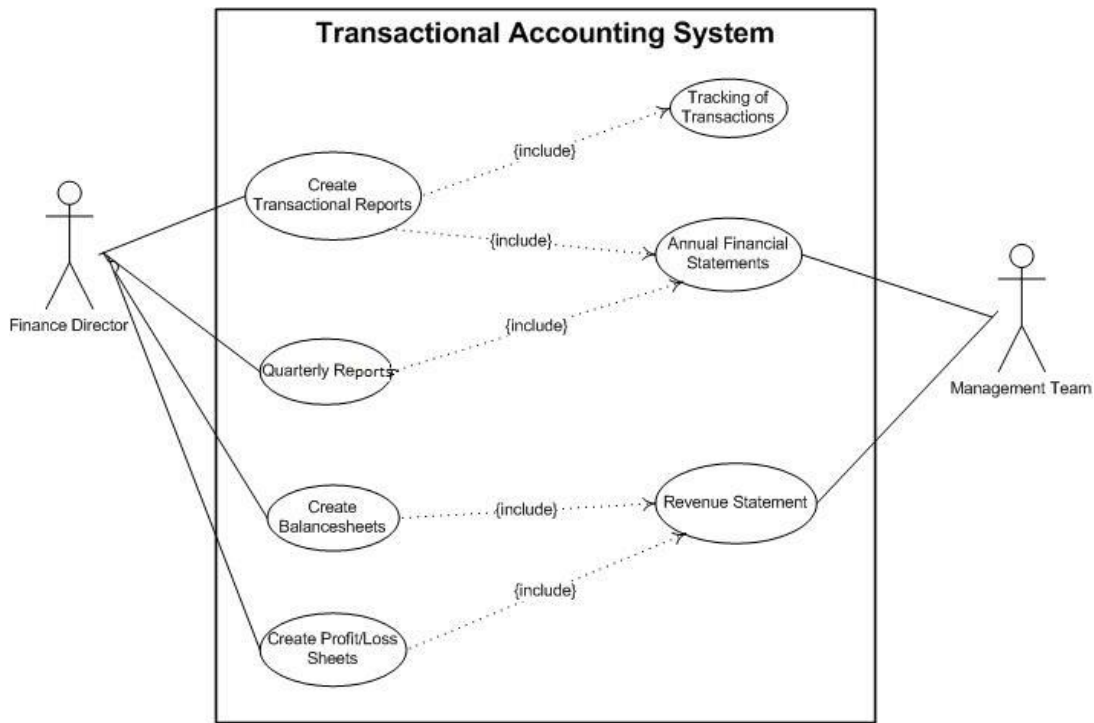 Transactional Accounting System
Tracking of
Transactions
{include}
Create
Transactional Reports
{include}
Annual Financial
Statements
Finance Director
{include}
Quarterly Reports
Management Team
Create
Balancesheets
{include}
Revenue Statement
{include}
Create Profit/Loss
Sheets